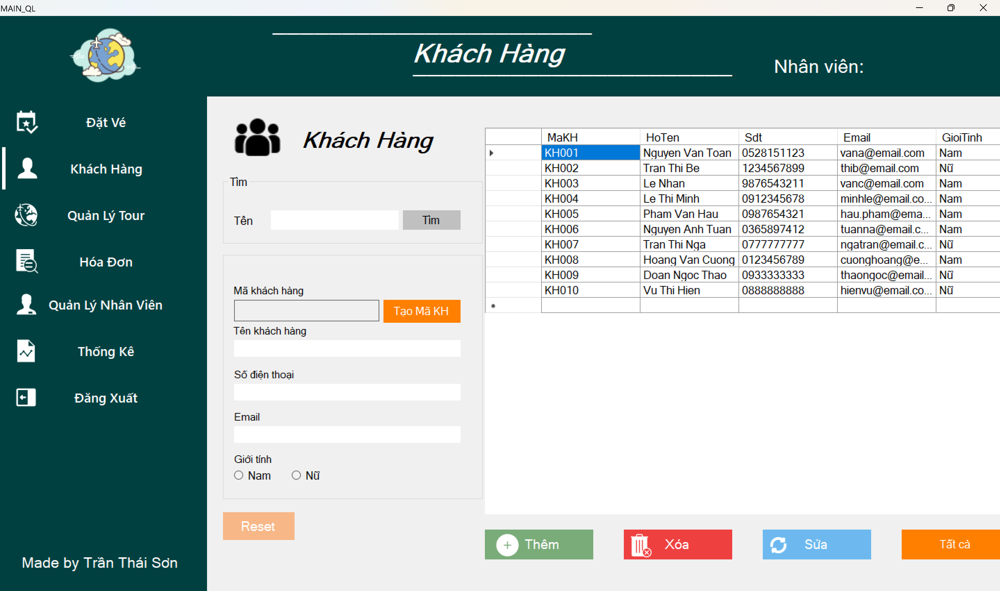 MAIN_QL
Khách Hàng
Nhân viên:
Đặt Vé
Khách Hàng
Quản Lý Tour
Hóa Đơn
Quản Lý Nhân Viên
Thống Kê
Đăng Xuất
Made by Trần Thái Sơn
Khách Hàng
Tìm
Tên
Tìm
Mã khách hàng
Tạo Mã KH
Tên khách hàng
Số điện thoại
Email
Giới tính
Nam Nữ
Reset
MaKH HoTen Sdt Email GioiTinh
KH001 Nguyen Van Toan 0528151123 vana@email.com Nam
KH002 Tran Thi Be 1234567899 thib@email.com Nữ
KH003 Le Nhan 9876543211 vanc@email.com Nam
KH004 Le Thi Minh 0912345678 minhle@email.co... Nam
KH005 Pham Van Hau 0987654321 hau.pham@ema... Nam
KH006 Nguyen Anh Tuan 0365897412 tuanna@email.c... Nam
KH007 Tran Thi Nga 0777777777 ngatran@email.c... Nữ
KH008 Hoang Van Cuong 0123456789 cuonghoang@e... Nam
KH009 Doan Ngoc Thao 0933333333 thaongoc@email... Nữ
KH010 Vu Thi Hien 0888888888 hienvu@email.co... Nữ
Thêm
Xóa
Sửa
Tất cả